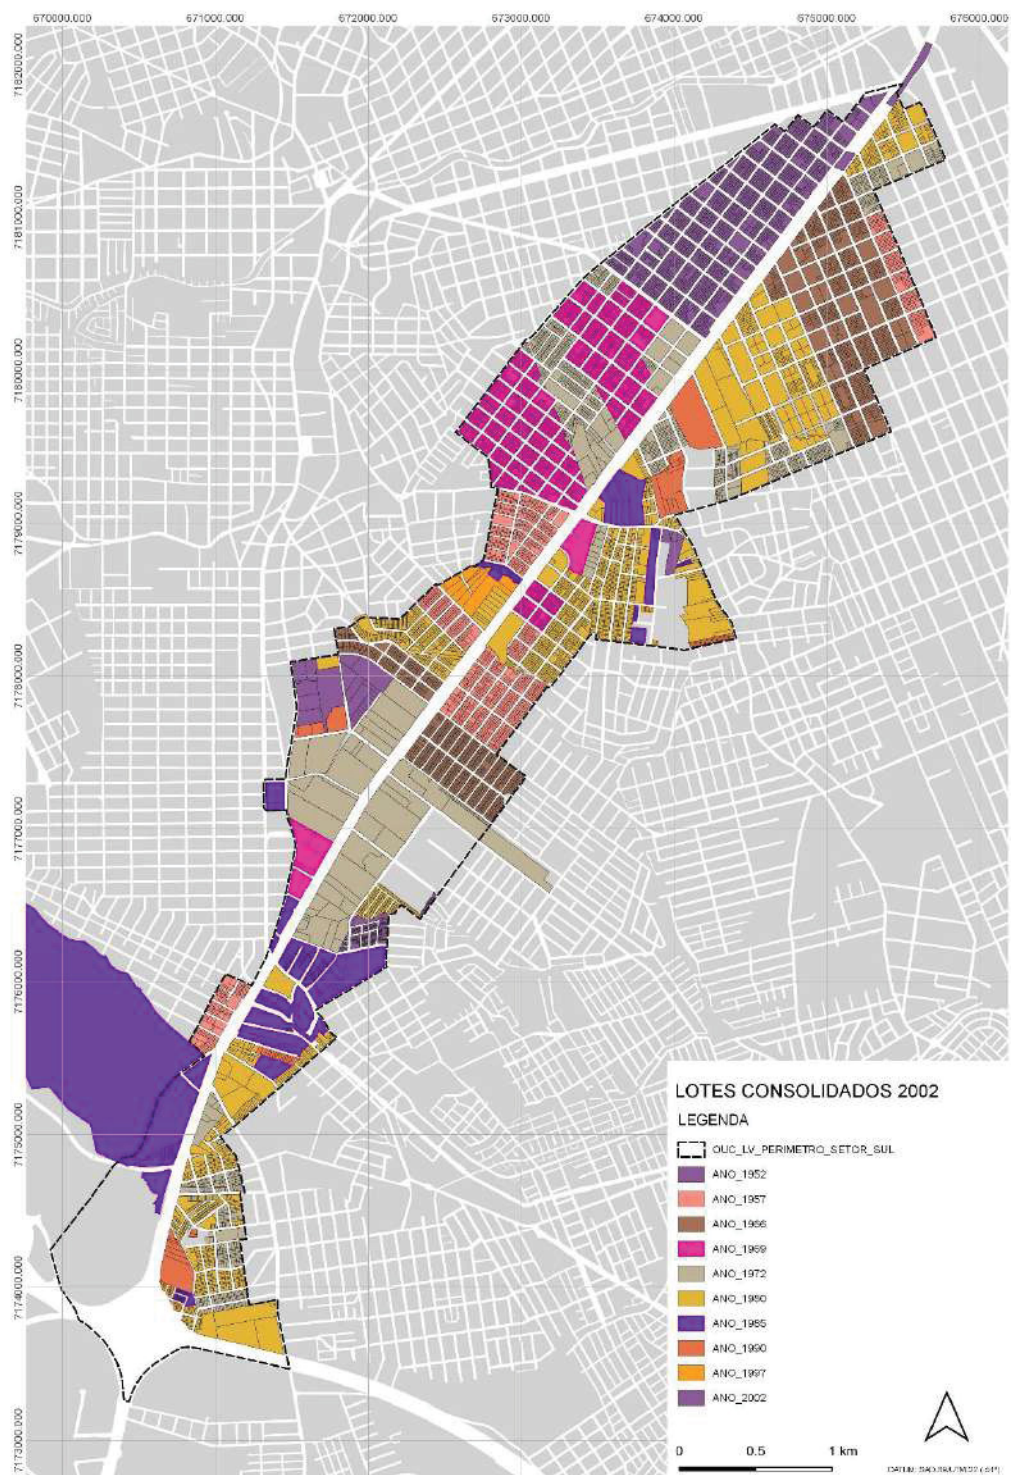 670000.000 671000.000 672000.000 673000.000 674000.000 675000.000 676000.000
7182000.000
7181000.000
7180000.000
7179000.000
7178000.000
7177000.000
7176000.000
7175000.000
7174000.000
7173000.000
LOTES CONSOLIDADOS 2002
LEGENDA
OUC_LV_PERIMETRO_SETOR_SUL
ANO_1952
ANO_1957
ANO_1966
ANO_1969
ANO_1972
ANO_1980
ANO_1985
ANO_1990
ANO_1997
ANO_2002
0 0.5 1 km